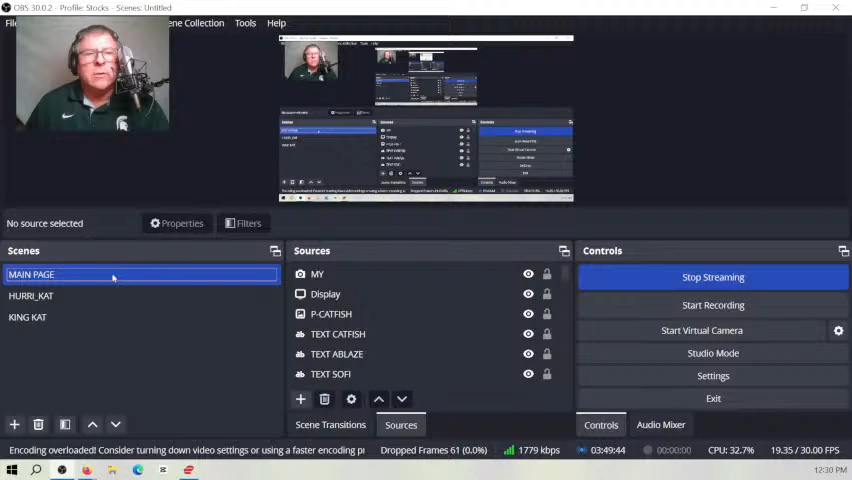 OBS 30.0.2 - Profile: Stocks - Scenes: Untitled
Scene Collection Tools Help
No source selected Properties Filters
Scenes
MAIN PAGE
HURRI_KAT
KING KAT
Sources
MY
Display
P-CATFISH
TEXT CATFISH
TEXT ABLAZE
TEXT SOFI
Scene Transitions Sources
Controls
Stop Streaming
Start Recording
Start Virtual Camera
Studio Mode
Settings
Exit
Controls Audio Mixer
Encoding overloaded! Consider turning down video settings or using a faster encoding pr
Dropped Frames 61 (0.0%) 1779 kbps 03:49:44 00:00:00 CPU: 32.7% 19.35 / 30.00 FPS
12:30 PM